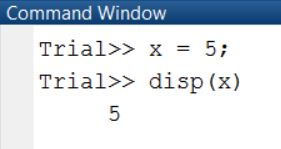 Command Window
Trial>> x = 5;
Trial>> disp(x)
5